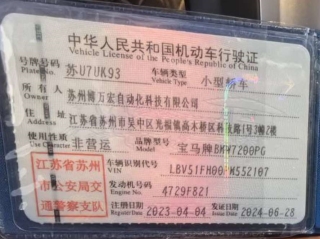 中华人民共和国机动车行驶证
Vehicle License of the People's Republic of China
号牌号码 苏U7UK93 车辆类型 小型轿车
Plate No. Vehicle Type
所有人 苏州博万宏自动化科技有限公司
住址 江苏省苏州市吴中区光福镇高木桥区科 路1号3幢2楼
使用性质 非营运 品牌型号 宝马牌BMW7200PG
江苏省苏州
市公安局交
通警察支队
车辆识别代号 LBV51FH00 M552107
VIN
发动机号码 4729F821
Engine No.
注册日期 2023-04-04 发证日期 2024-06-28
Register Date Issue Date